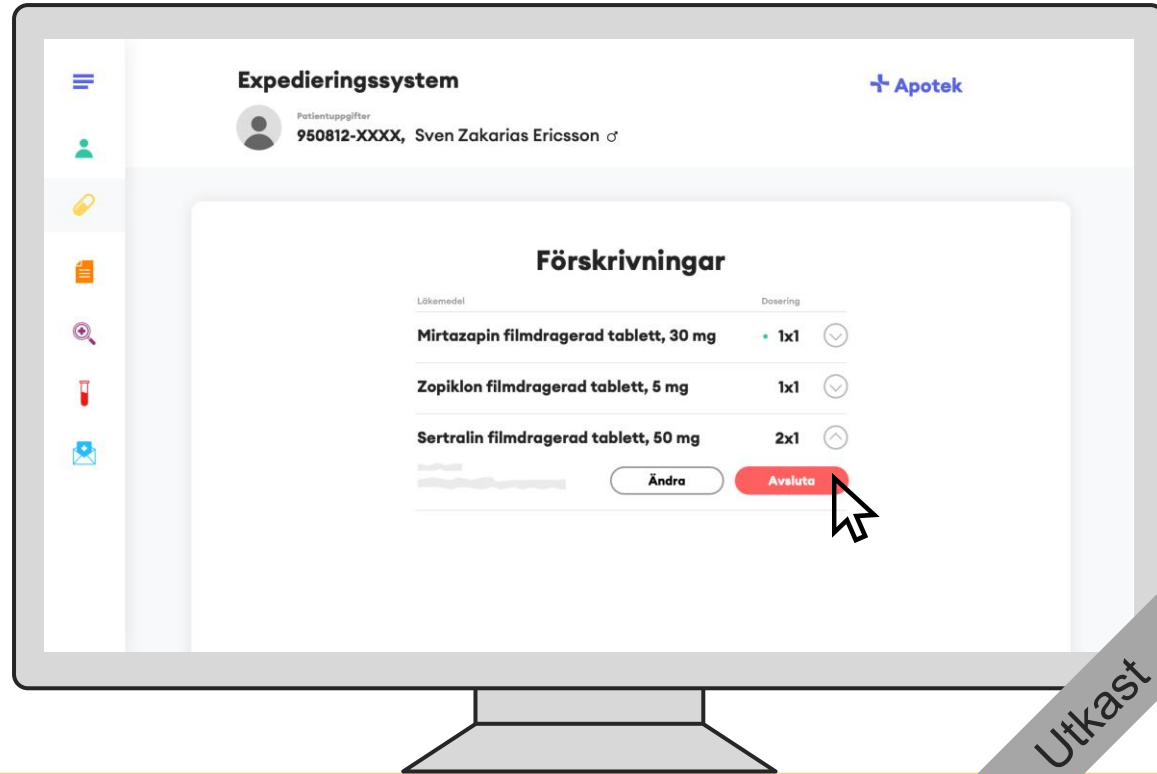 Expedieringssystem
Apotek
Patientuppgifter
950812-XXXX, Sven Zakarias Ericsson ♂
Förskrivningar
Läkemedel Dosering
Mirtazapin filmdragerad tablett, 30 mg • 1x1
Zopiklon filmdragerad tablett, 5 mg 1x1
Sertralin filmdragerad tablett, 50 mg 2x1
Ändra Avsluta
Utkast